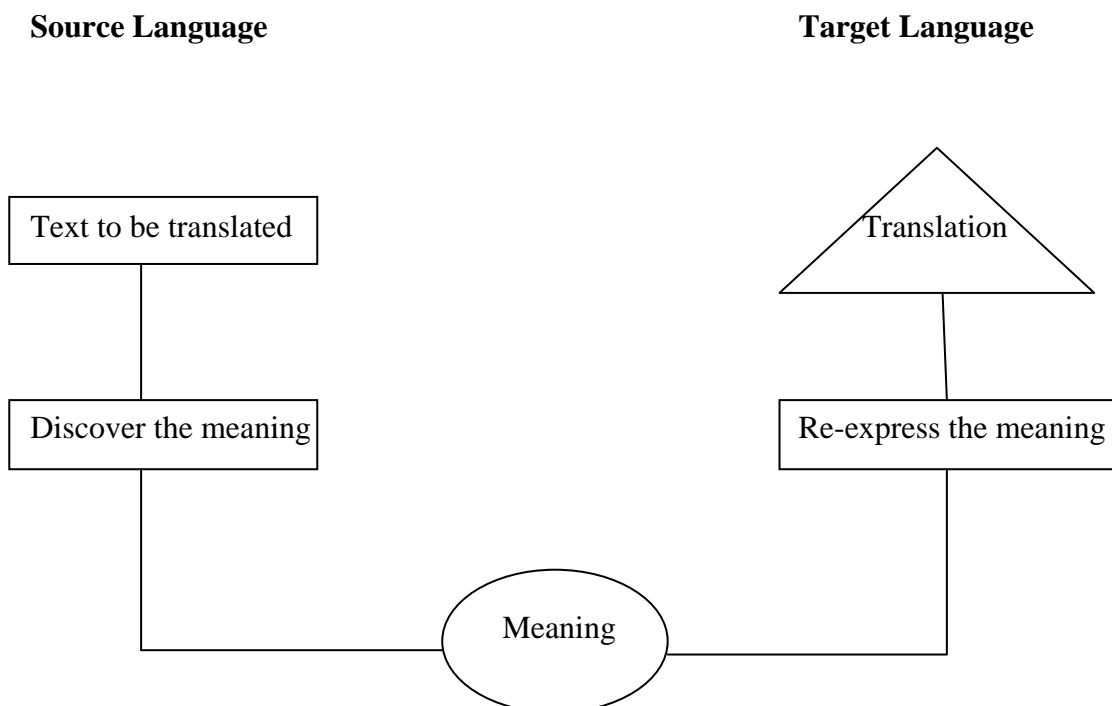 Source Language
Target Language
Text to be translated
Translation
Discover the meaning
Re-express the meaning
Meaning